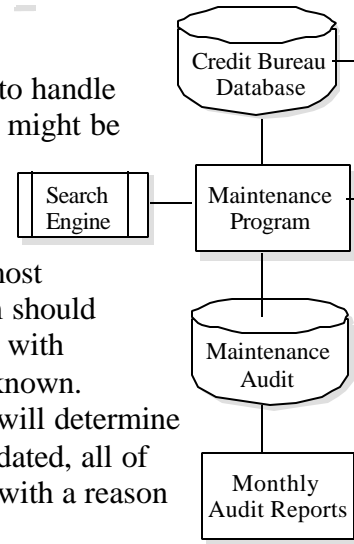 to handle
might be
most
should
with
known.
will determine
dated, all of
with a reason
Credit Bureau
Database
Search
Engine
Maintenance
Program
Maintenance
Audit
Monthly
Audit Reports